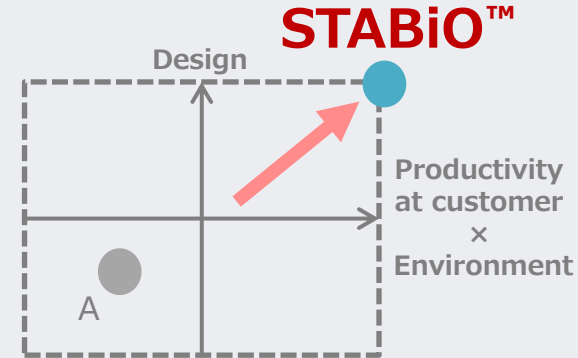 STABiO™
Design
Productivity
at customer
×
Environment
A